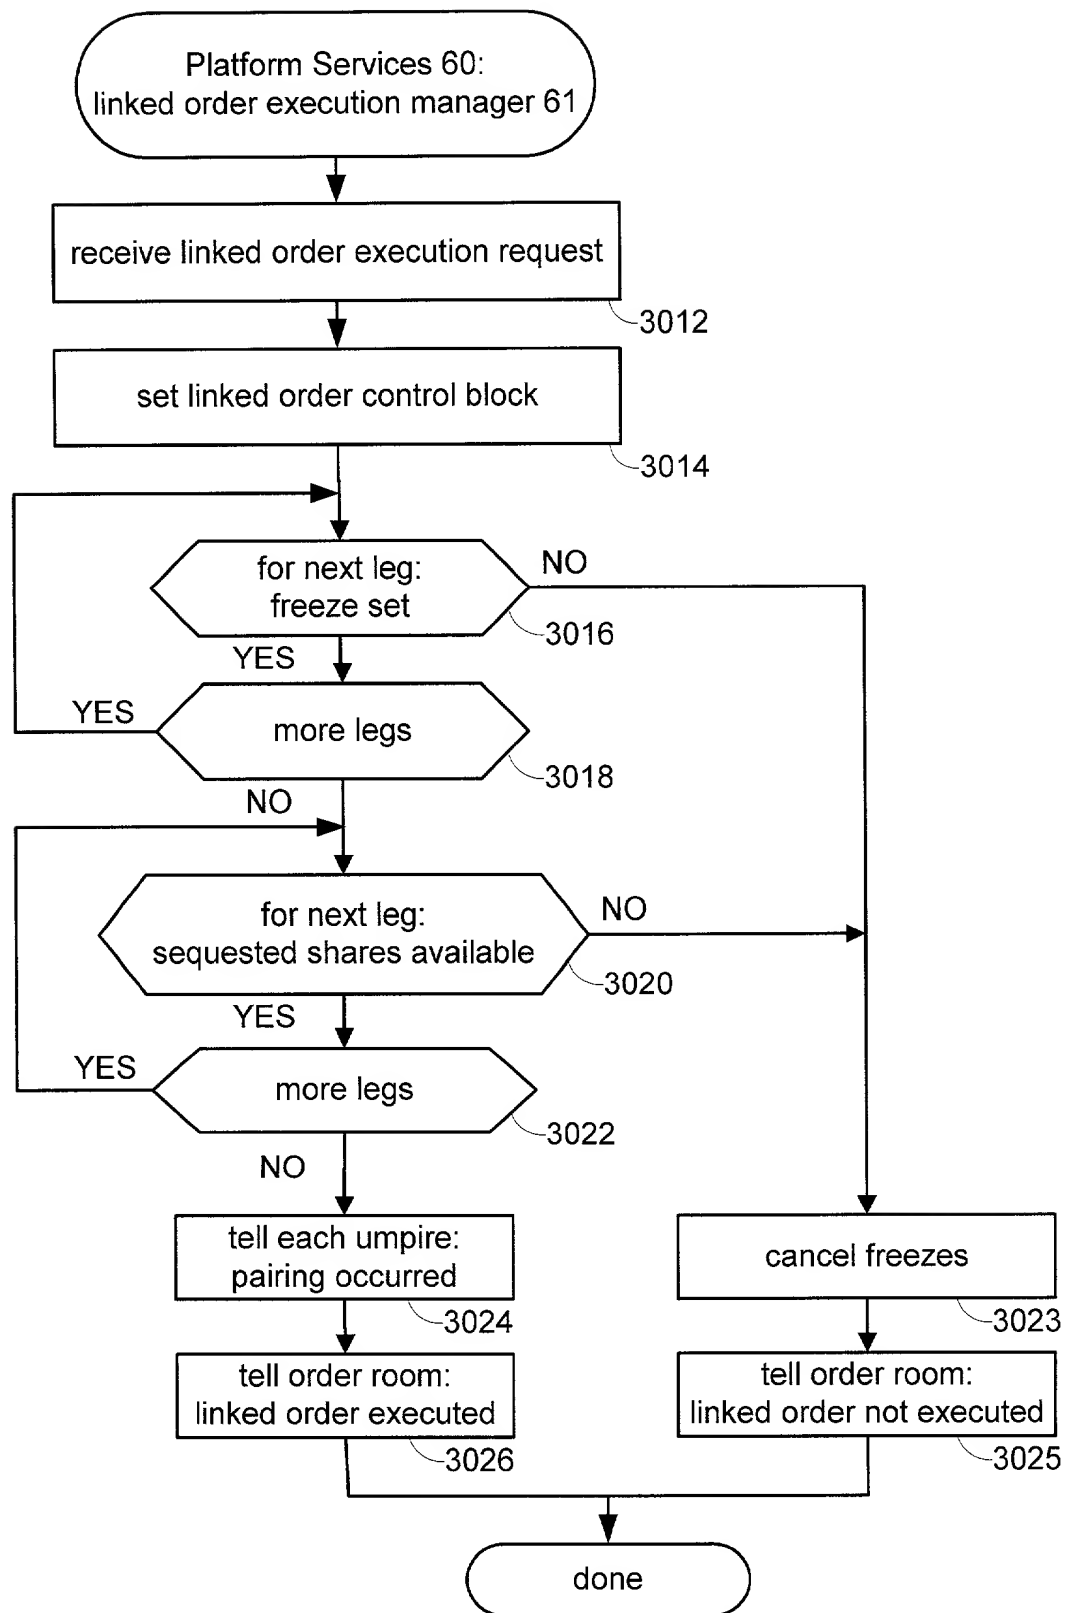 Platform Services 60:
linked order execution manager 61
receive linked order execution request
3012
set linked order control block
3014
for next leg:
freeze set
NO
3016
YES
more legs
YES
3018
NO
for next leg:
sequested shares available
NO
3020
YES
more legs
YES
3022
NO
tell each umpire:
pairing occurred
3024
cancel freezes
3023
tell order room:
linked order executed
3026
tell order room:
linked order not executed
3025
done